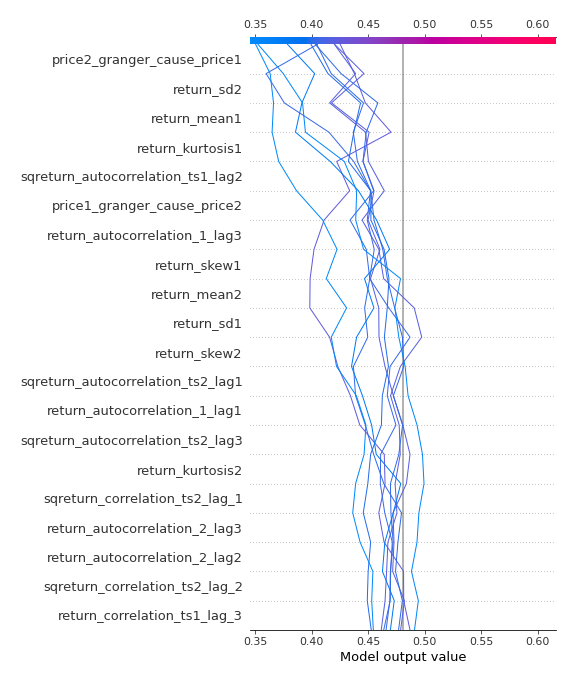 0.35 0.40 0.45 0.50 0.55 0.60
price2_granger_cause_price1
return_sd2
return_mean1
return_kurtosis1
sqreturn_autocorrelation_ts1_lag2
price1_granger_cause_price2
return_autocorrelation_1_lag3
return_skew1
return_mean2
return_sd1
return_skew2
sqreturn_autocorrelation_ts2_lag1
return_autocorrelation_1_lag1
sqreturn_autocorrelation_ts2_lag3
return_kurtosis2
sqreturn_correlation_ts2_lag_1
return_autocorrelation_2_lag3
return_autocorrelation_2_lag2
sqreturn_correlation_ts2_lag_2
return_correlation_ts1_lag_3
0.35 0.40 0.45 0.50 0.55 0.60
Model output value